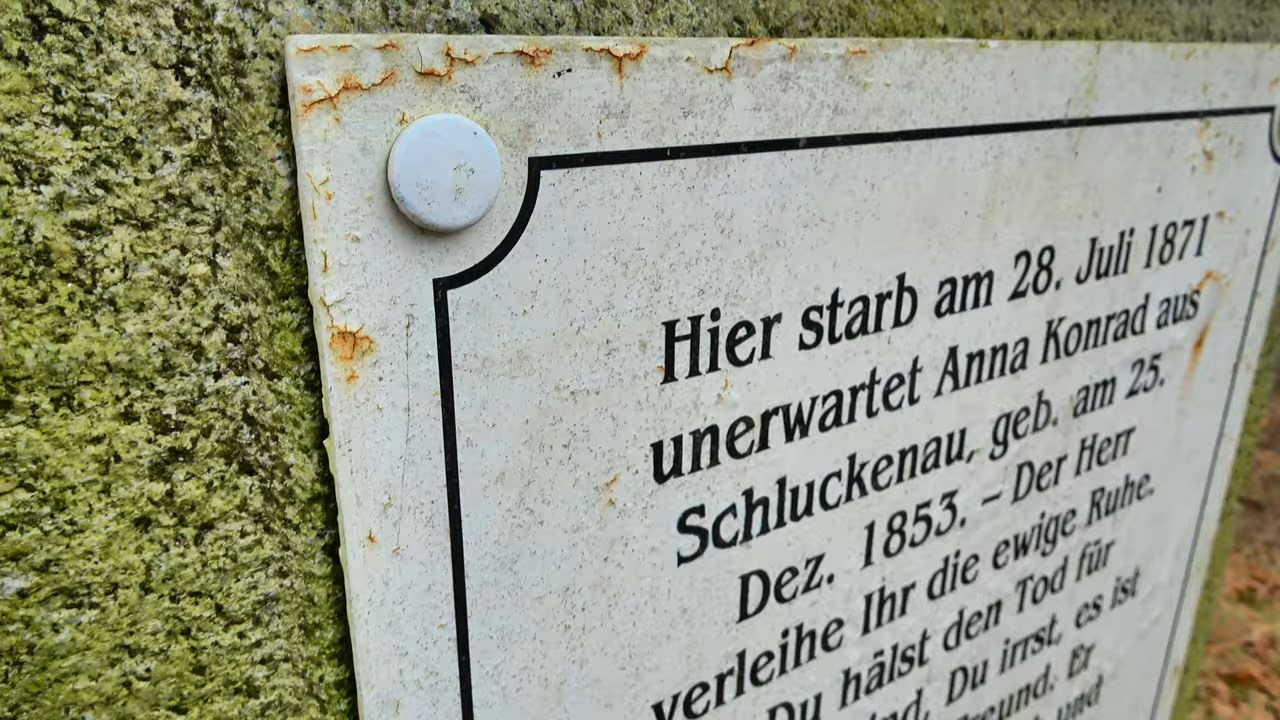 Hier starb am 28. Juli 1871
unerwartet Anna Konrad aus
Schluckenau, geb. am 25.
Dez. 1853. – Der Herr
verleihe Ihr die ewige Ruhe.
Du hälst den Tod für
Du irrst, es ist
Er
und